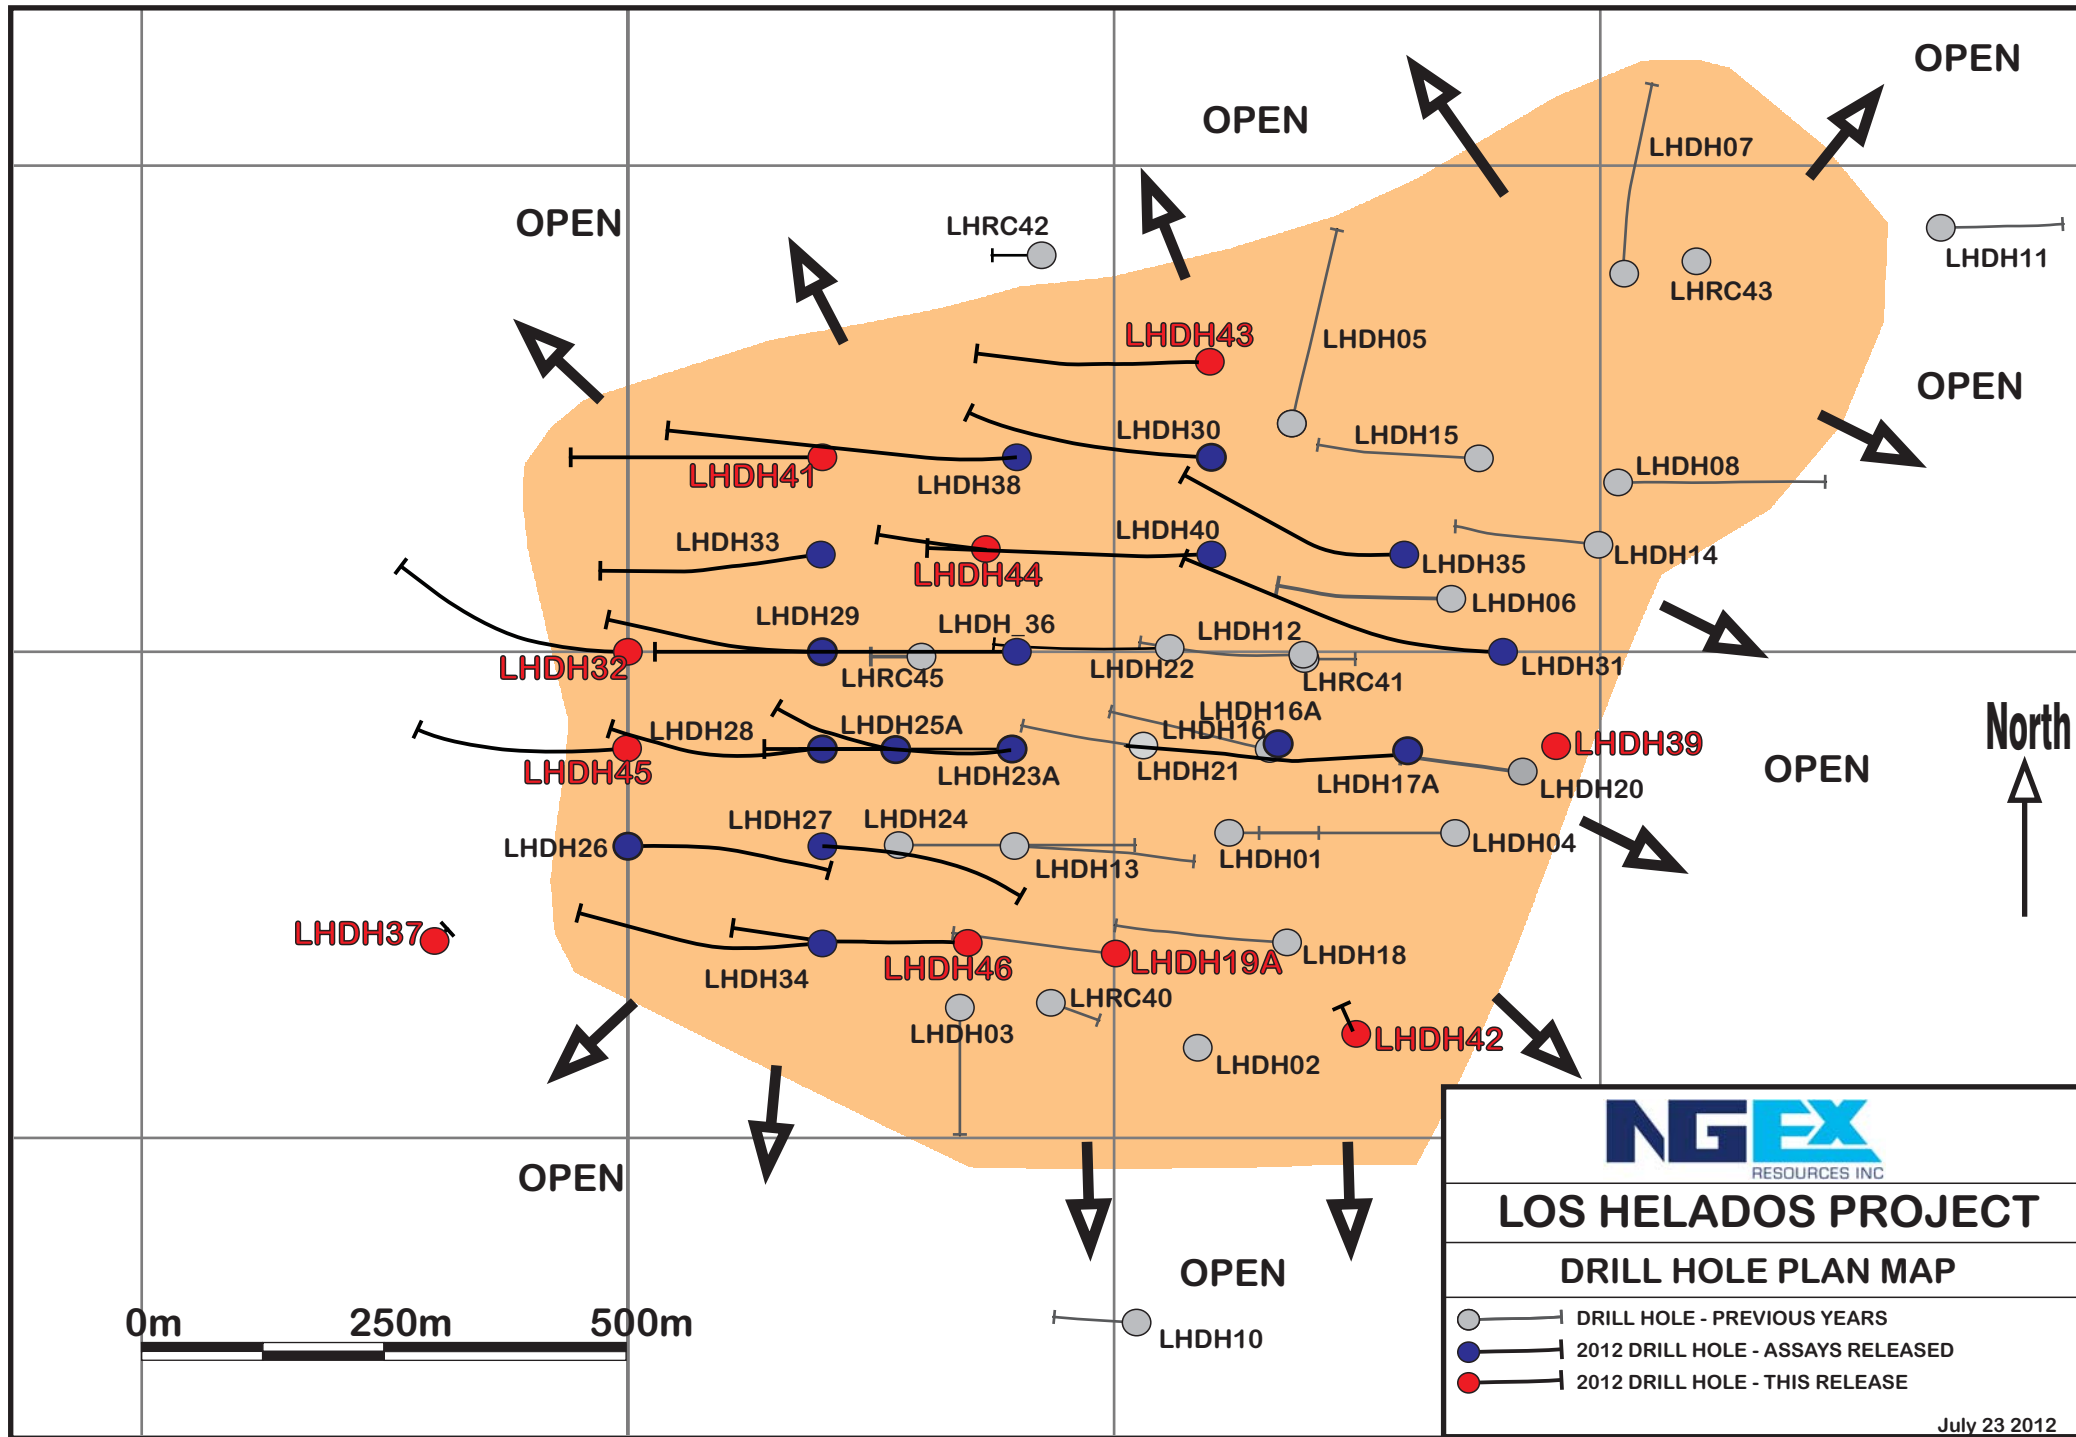 OPEN
OPEN
LHDH07
OPEN
LHRC42
LHDH11
LHRC43
LHDH43
LHDH05
OPEN
LHDH30
LHDH15
LHDH41
LHDH38
LHDH08
LHDH33
LHDH40
LHDH44
LHDH35
LHDH14
LHDH06
LHDH29
LHDH_36
LHDH12
LHDH32
LHRC45
LHDH22
LHRC41
LHDH31
LHDH28
LHDH25A
LHDH16A
LHDH16
North
LHDH45
LHDH23A
LHDH21
LHDH17A
LHDH39
OPEN
LHDH20
LHDH26
LHDH27
LHDH24
LHDH13
LHDH01
LHDH04
LHDH37
LHDH34
LHDH46
LHDH19A
LHDH18
LHDH03
LHRC40
LHDH02
LHDH42
OPEN
OPEN
LHDH10
0m 250m 500m
NGEX
RESOURCES INC
LOS HELADOS PROJECT
DRILL HOLE PLAN MAP
DRILL HOLE - PREVIOUS YEARS
2012 DRILL HOLE - ASSAYS RELEASED
2012 DRILL HOLE - THIS RELEASE
July 23 2012